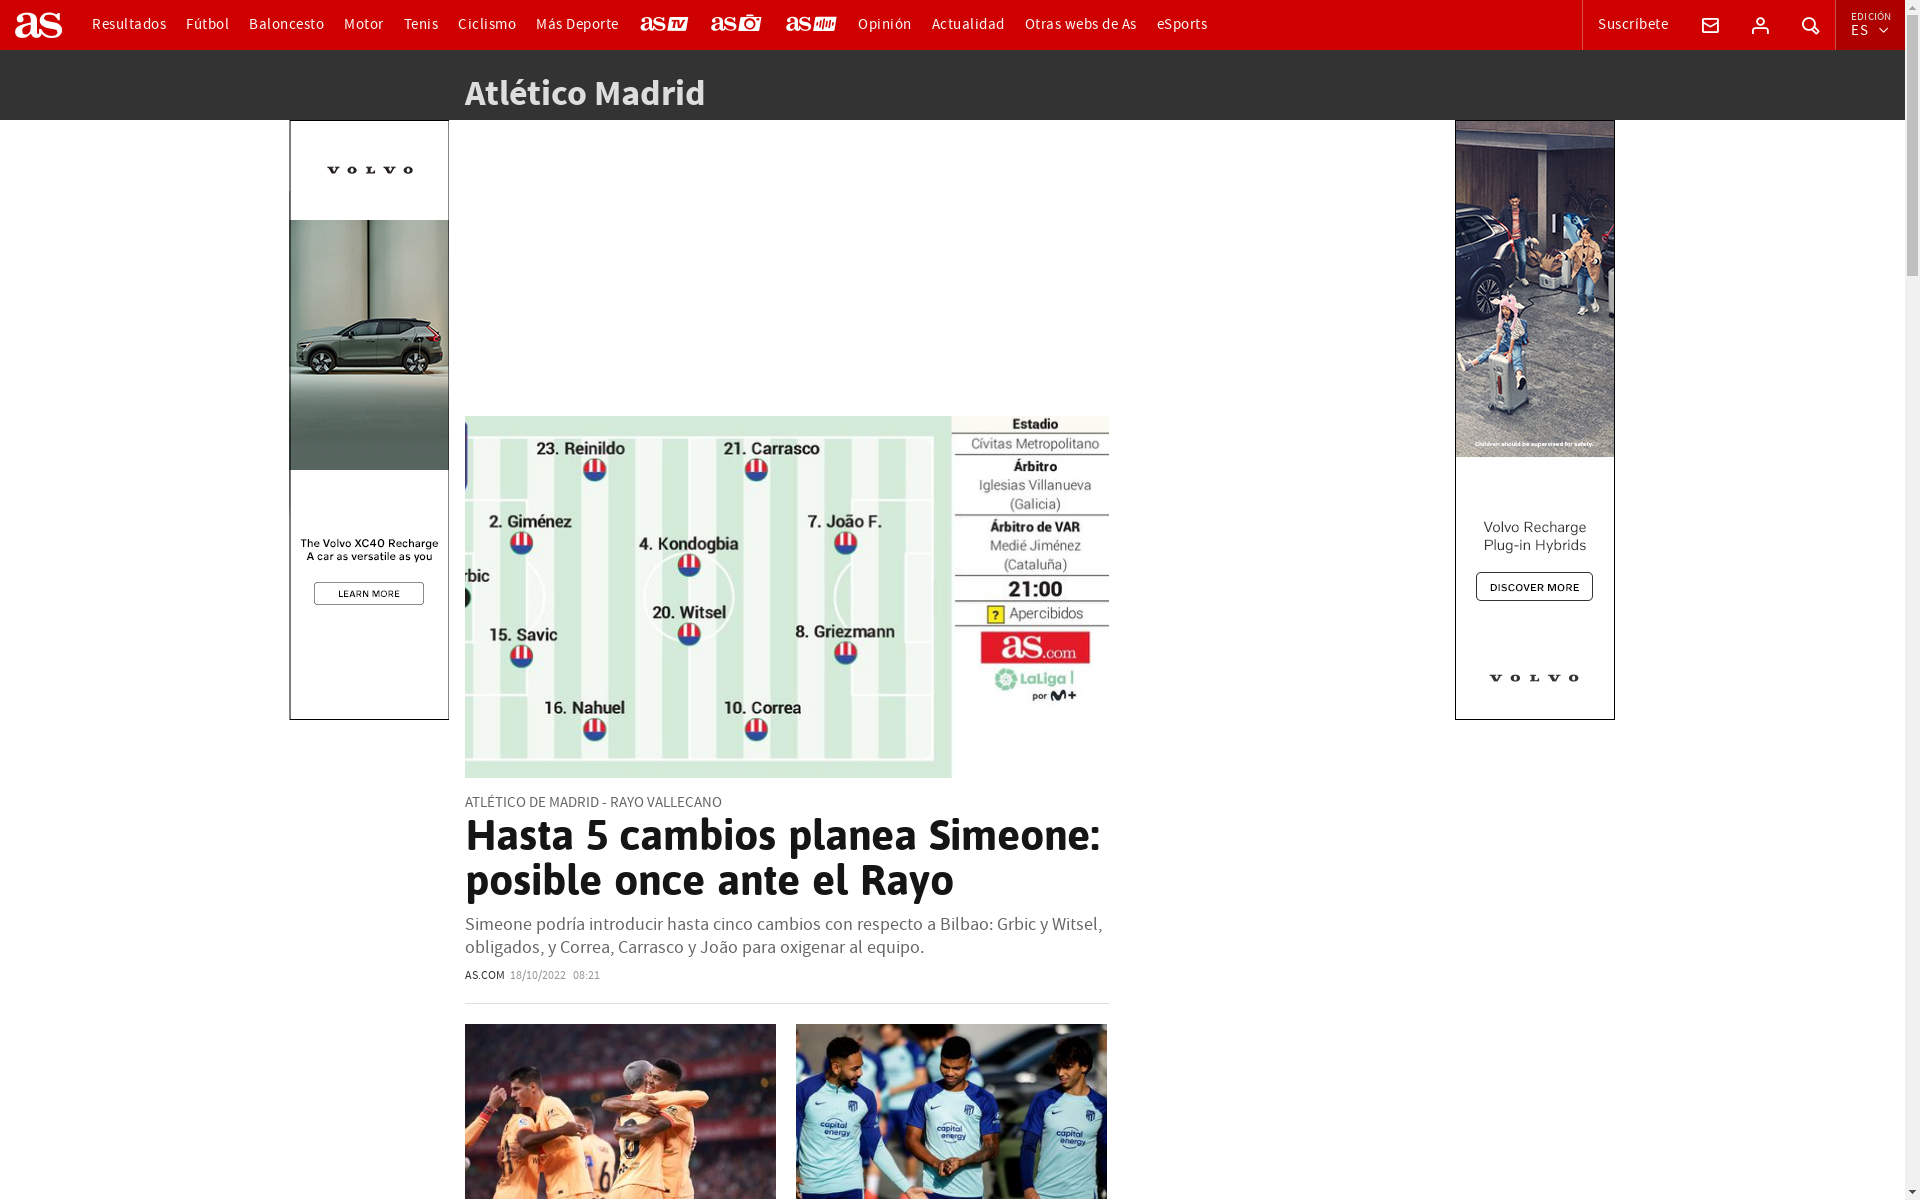 as
Resultados
Fútbol
Baloncesto
Motor
Tenis
Ciclismo
Más Deporte
as TV
as
as
Opinión
Actualidad
Otras webs de As
eSports
Suscríbete
EDICIÓN
ES
Atlético Madrid
VOLVO
The Volvo XC40 Recharge
A car as versatile as you
LEARN MORE
23. Reinildo
21. Carrasco
2. Giménez
7. João F.
4. Kondogbia
rbic
20. Witsel
15. Savic
8. Griezmann
16. Nahuel
10. Correa
Estadio
Cívitas Metropolitano
Árbitro
Iglesias Villanueva
(Galicia)
Árbitro de VAR
Medié Jiménez
(Cataluña)
21:00
? Apercibidos
as.com
LaLiga
por M+
Children should be supervised for safety.
Volvo Recharge
Plug-in Hybrids
DISCOVER MORE
VOLVO
ATLÉTICO DE MADRID - RAYO VALLECANO
Hasta 5 cambios planea Simeone:
posible once ante el Rayo
Simeone podría introducir hasta cinco cambios con respecto a Bilbao: Grbic y Witsel,
obligados, y Correa, Carrasco y João para oxigenar al equipo.
AS.COM 18/10/2022 08:21
8
capital
energy
capital
energy
capital
energy